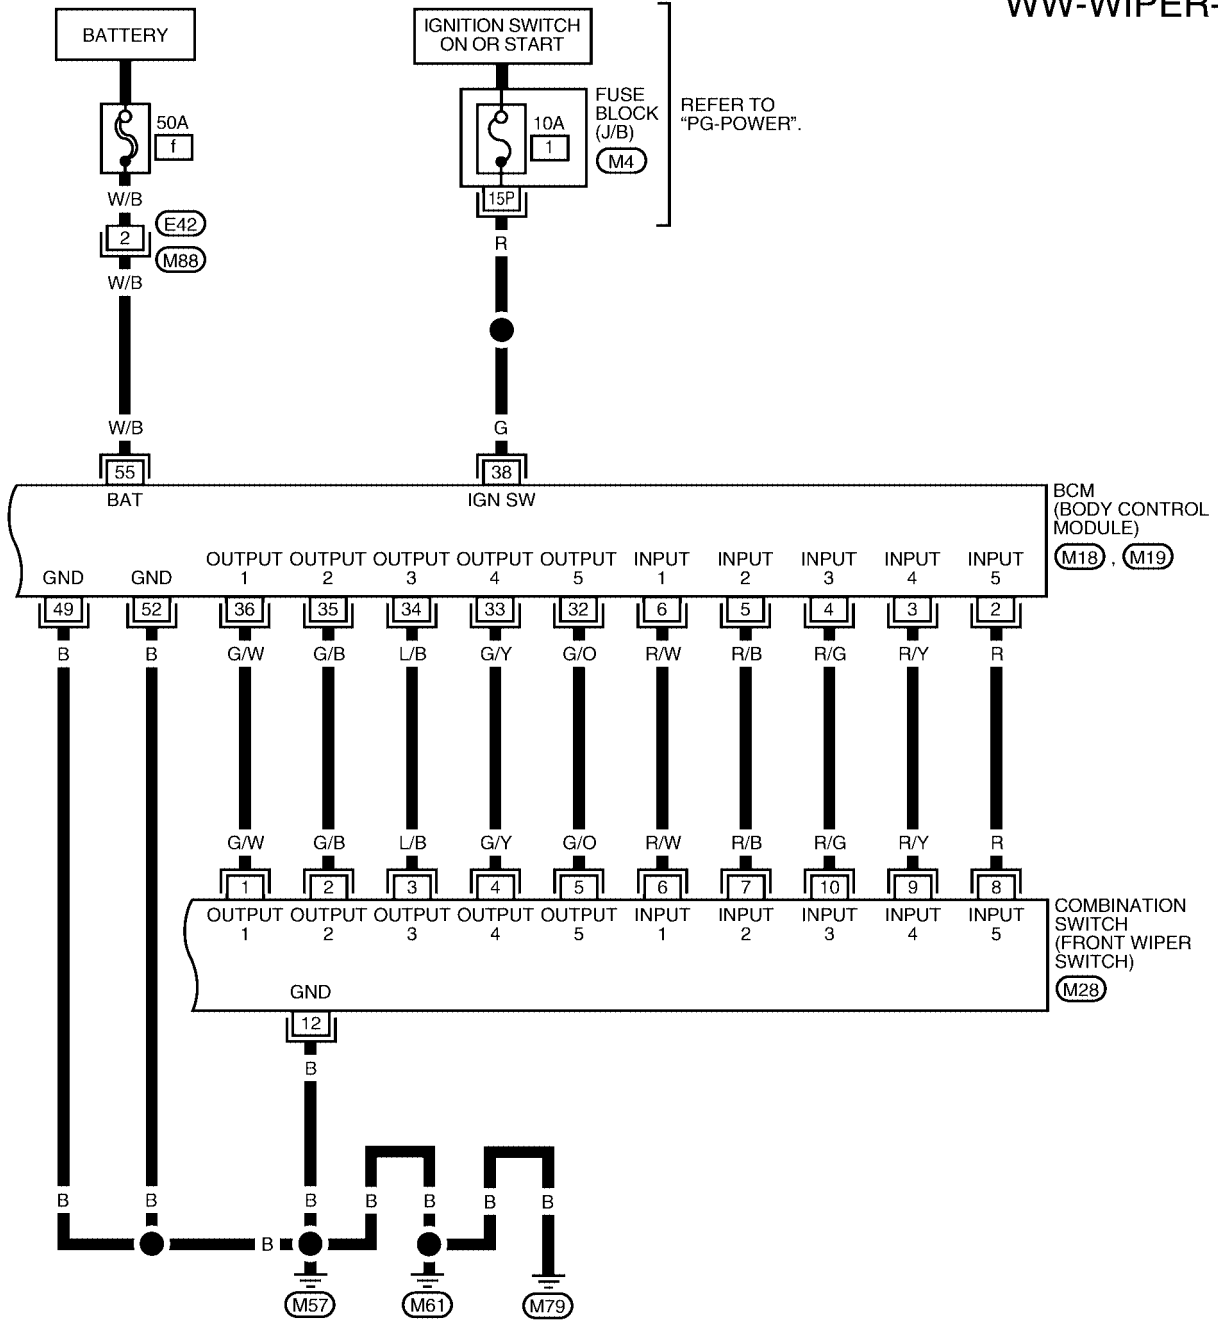 WW-WIPER-
BATTERY
IGNITION SWITCH
ON OR START
50A
f
10A
1
FUSE
BLOCK
(J/B)
M4
REFER TO
“PG-POWER”.
15P
W/B
2
E42
M88
W/B
R
W/B
G
55
38
BAT
IGN SW
BCM
(BODY CONTROL
MODULE)
M18 , M19
GND GND
OUTPUT OUTPUT OUTPUT OUTPUT OUTPUT INPUT INPUT INPUT INPUT INPUT
1 2 3 4 5 1 2 3 4 5
49 52 36 35 34 33 32 6 5 4 3 2
B B G/W G/B L/B G/Y G/O R/W R/B R/G R/Y R
G/W G/B L/B G/Y G/O R/W R/B R/G R/Y R
1 2 3 4 5 6 7 10 9 8
OUTPUT OUTPUT OUTPUT OUTPUT OUTPUT INPUT INPUT INPUT INPUT INPUT
1 2 3 4 5 1 2 3 4 5
COMBINATION
SWITCH
(FRONT WIPER
SWITCH)
M28
GND
12
B
B B B B B B B
B
M57 M61 M79